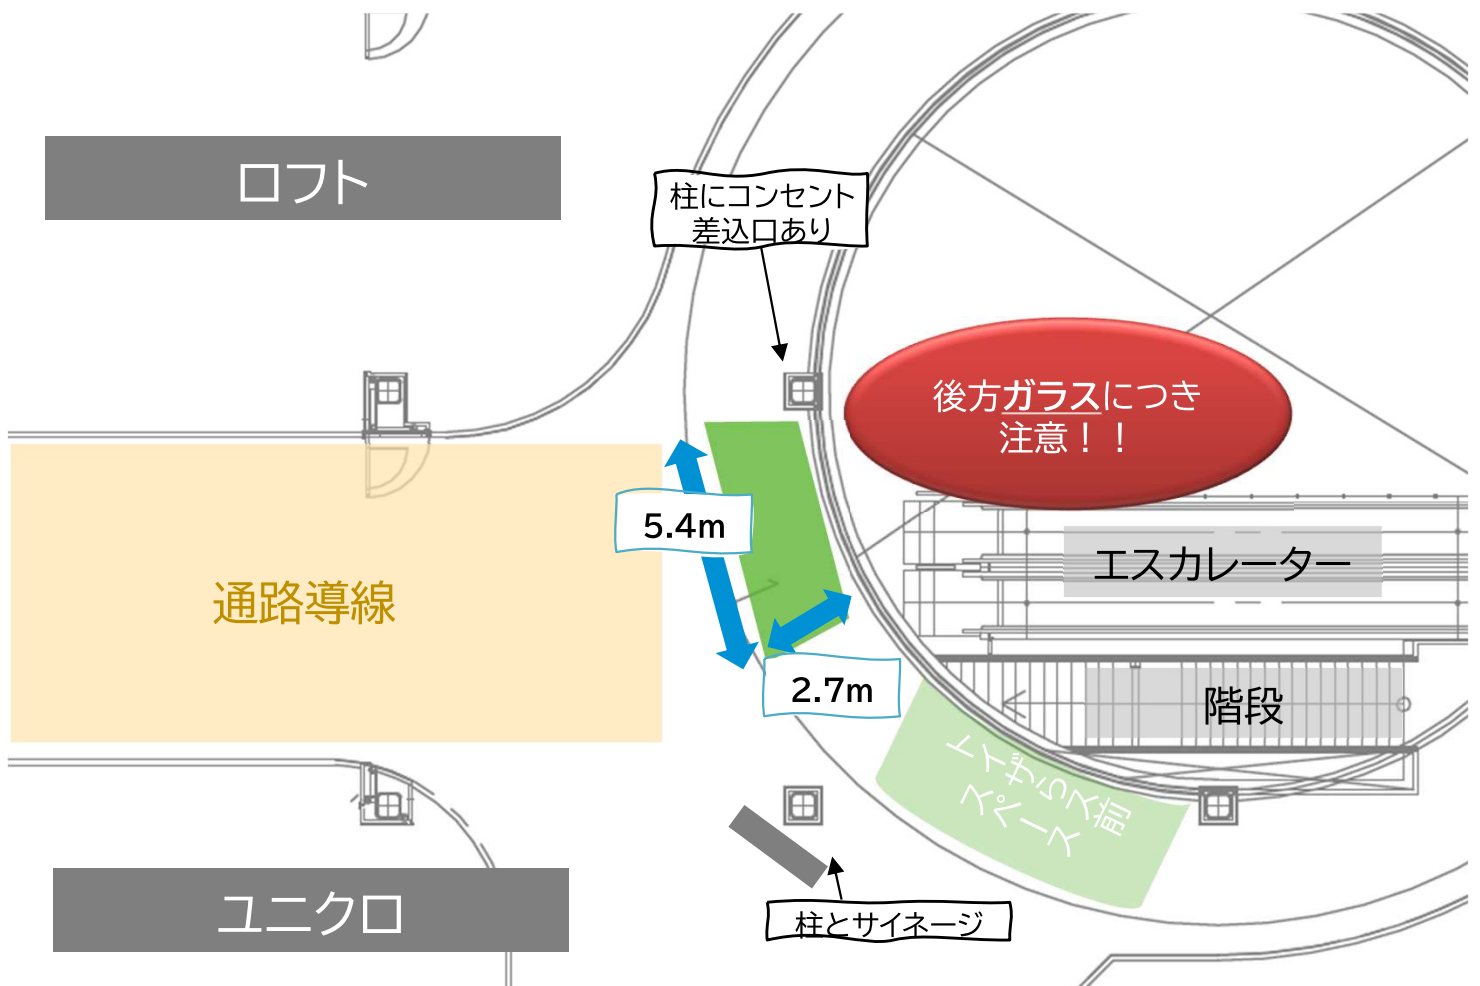 ロフト
柱にコンセント
差込口あり
後方ガラスにつき
注意！！
5.4m
エスカレーター
通路導線
2.7m
階段
トイザらス前
スペース
ユニクロ
柱とサイネージ